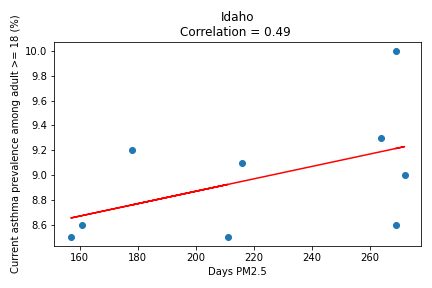 Idaho
Correlation = 0.49
Current asthma prevalence among adult >= 18 (%)
10.0
9.8
9.6
9.4
9.2
9.0
8.8
8.6
160 180 200 220 240 260
Days PM2.5